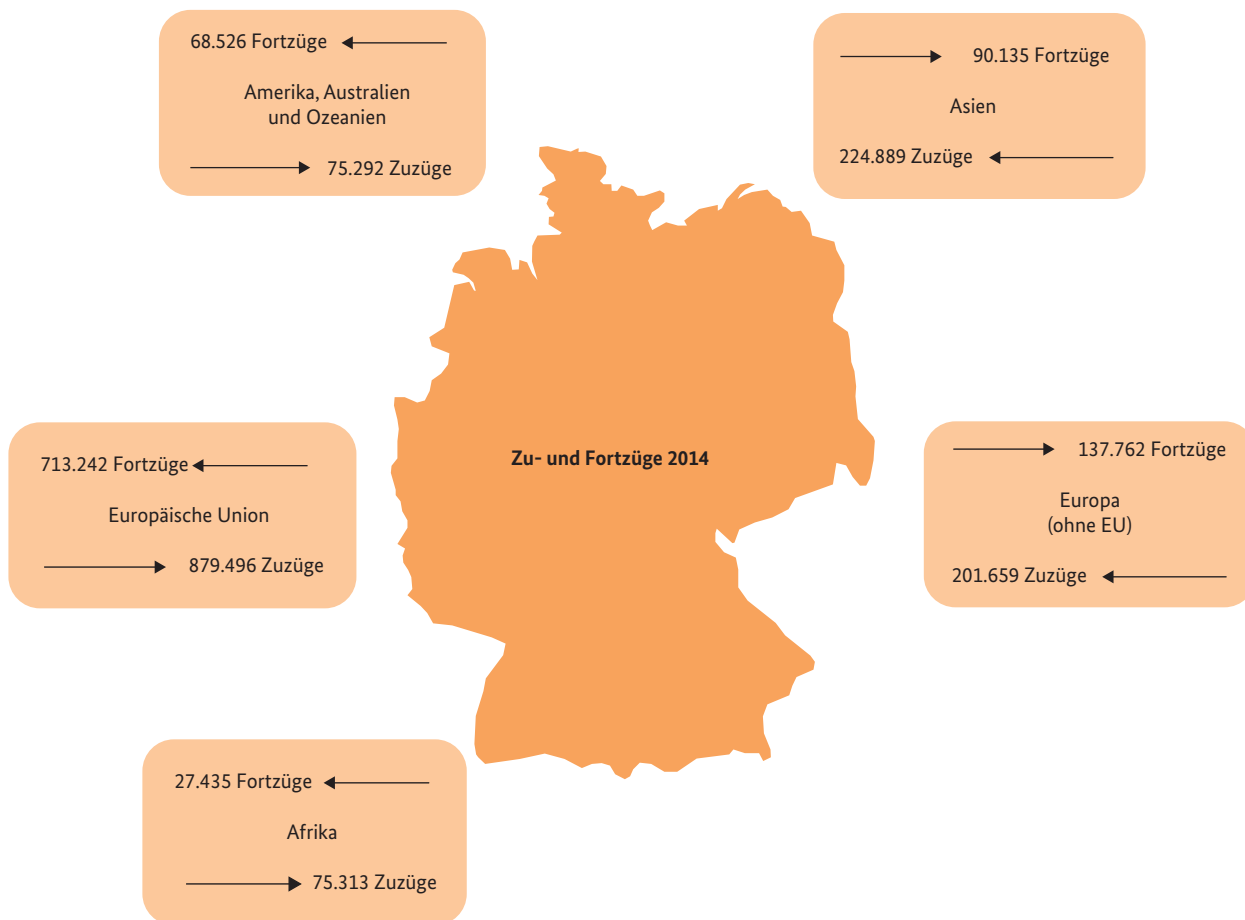 68.526 Fortzüge
Amerika, Australien
und Ozeanien
75.292 Zuzüge
90.135 Fortzüge
Asien
224.889 Zuzüge
713.242 Fortzüge
Europäische Union
879.496 Zuzüge
Zu- und Fortzüge 2014
137.762 Fortzüge
Europa
(ohne EU)
201.659 Zuzüge
27.435 Fortzüge
Afrika
75.313 Zuzüge